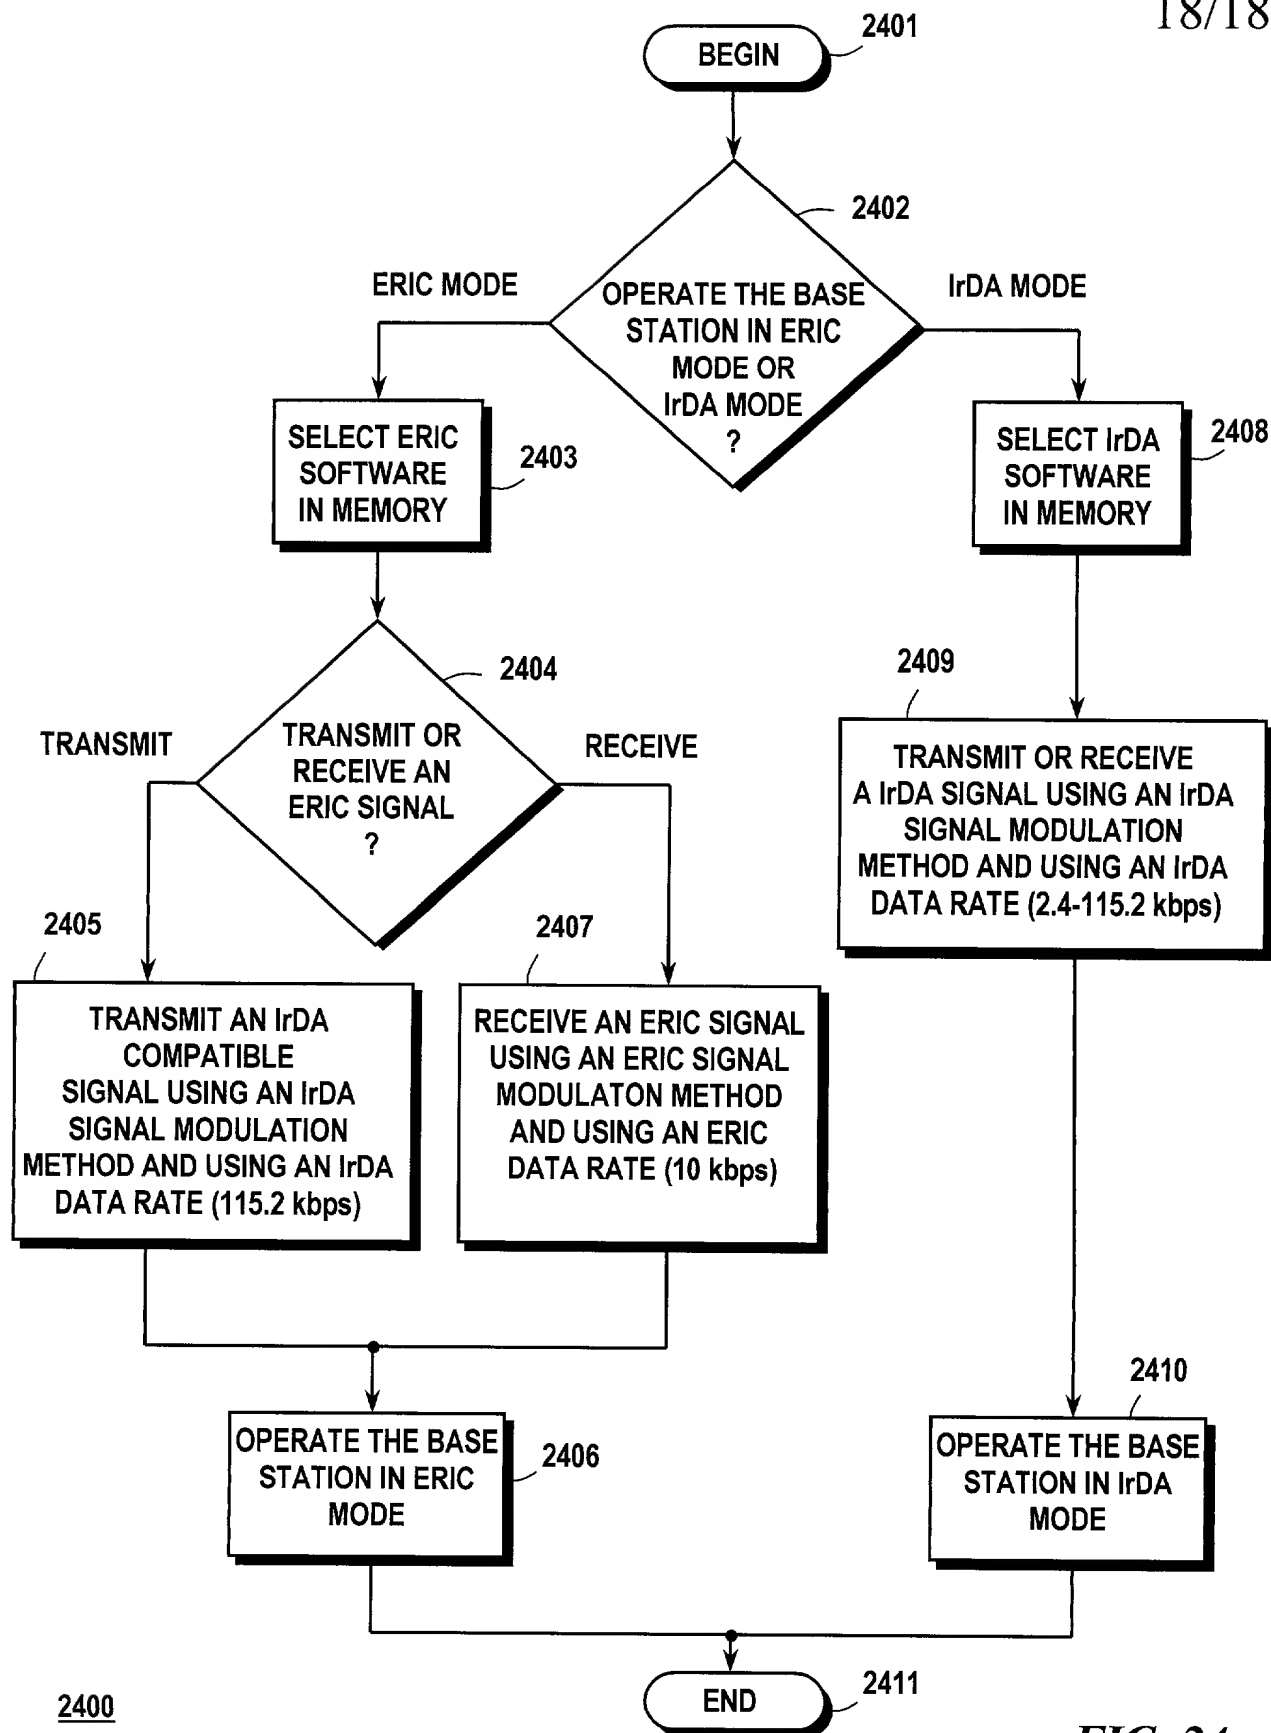 18/18
2401
BEGIN
2402
ERIC MODE
IrDA MODE
OPERATE THE BASE
STATION IN ERIC
MODE OR
IrDA MODE
?
SELECT ERIC
SOFTWARE
IN MEMORY
2403
SELECT IrDA
SOFTWARE
IN MEMORY
2408
2404
TRANSMIT
TRANSMIT OR
RECEIVE AN
ERIC SIGNAL
?
RECEIVE
2409
TRANSMIT OR RECEIVE
A IrDA SIGNAL USING AN IrDA
SIGNAL MODULATION
METHOD AND USING AN IrDA
DATA RATE (2.4-115.2 kbps)
2405
TRANSMIT AN IrDA
COMPATIBLE
SIGNAL USING AN IrDA
SIGNAL MODULATION
METHOD AND USING AN IrDA
DATA RATE (115.2 kbps)
2407
RECEIVE AN ERIC SIGNAL
USING AN ERIC SIGNAL
MODULATON METHOD
AND USING AN ERIC
DATA RATE (10 kbps)
OPERATE THE BASE
STATION IN ERIC
MODE
2406
2410
OPERATE THE BASE
STATION IN IrDA
MODE
2400
END
2411
FIG. 24